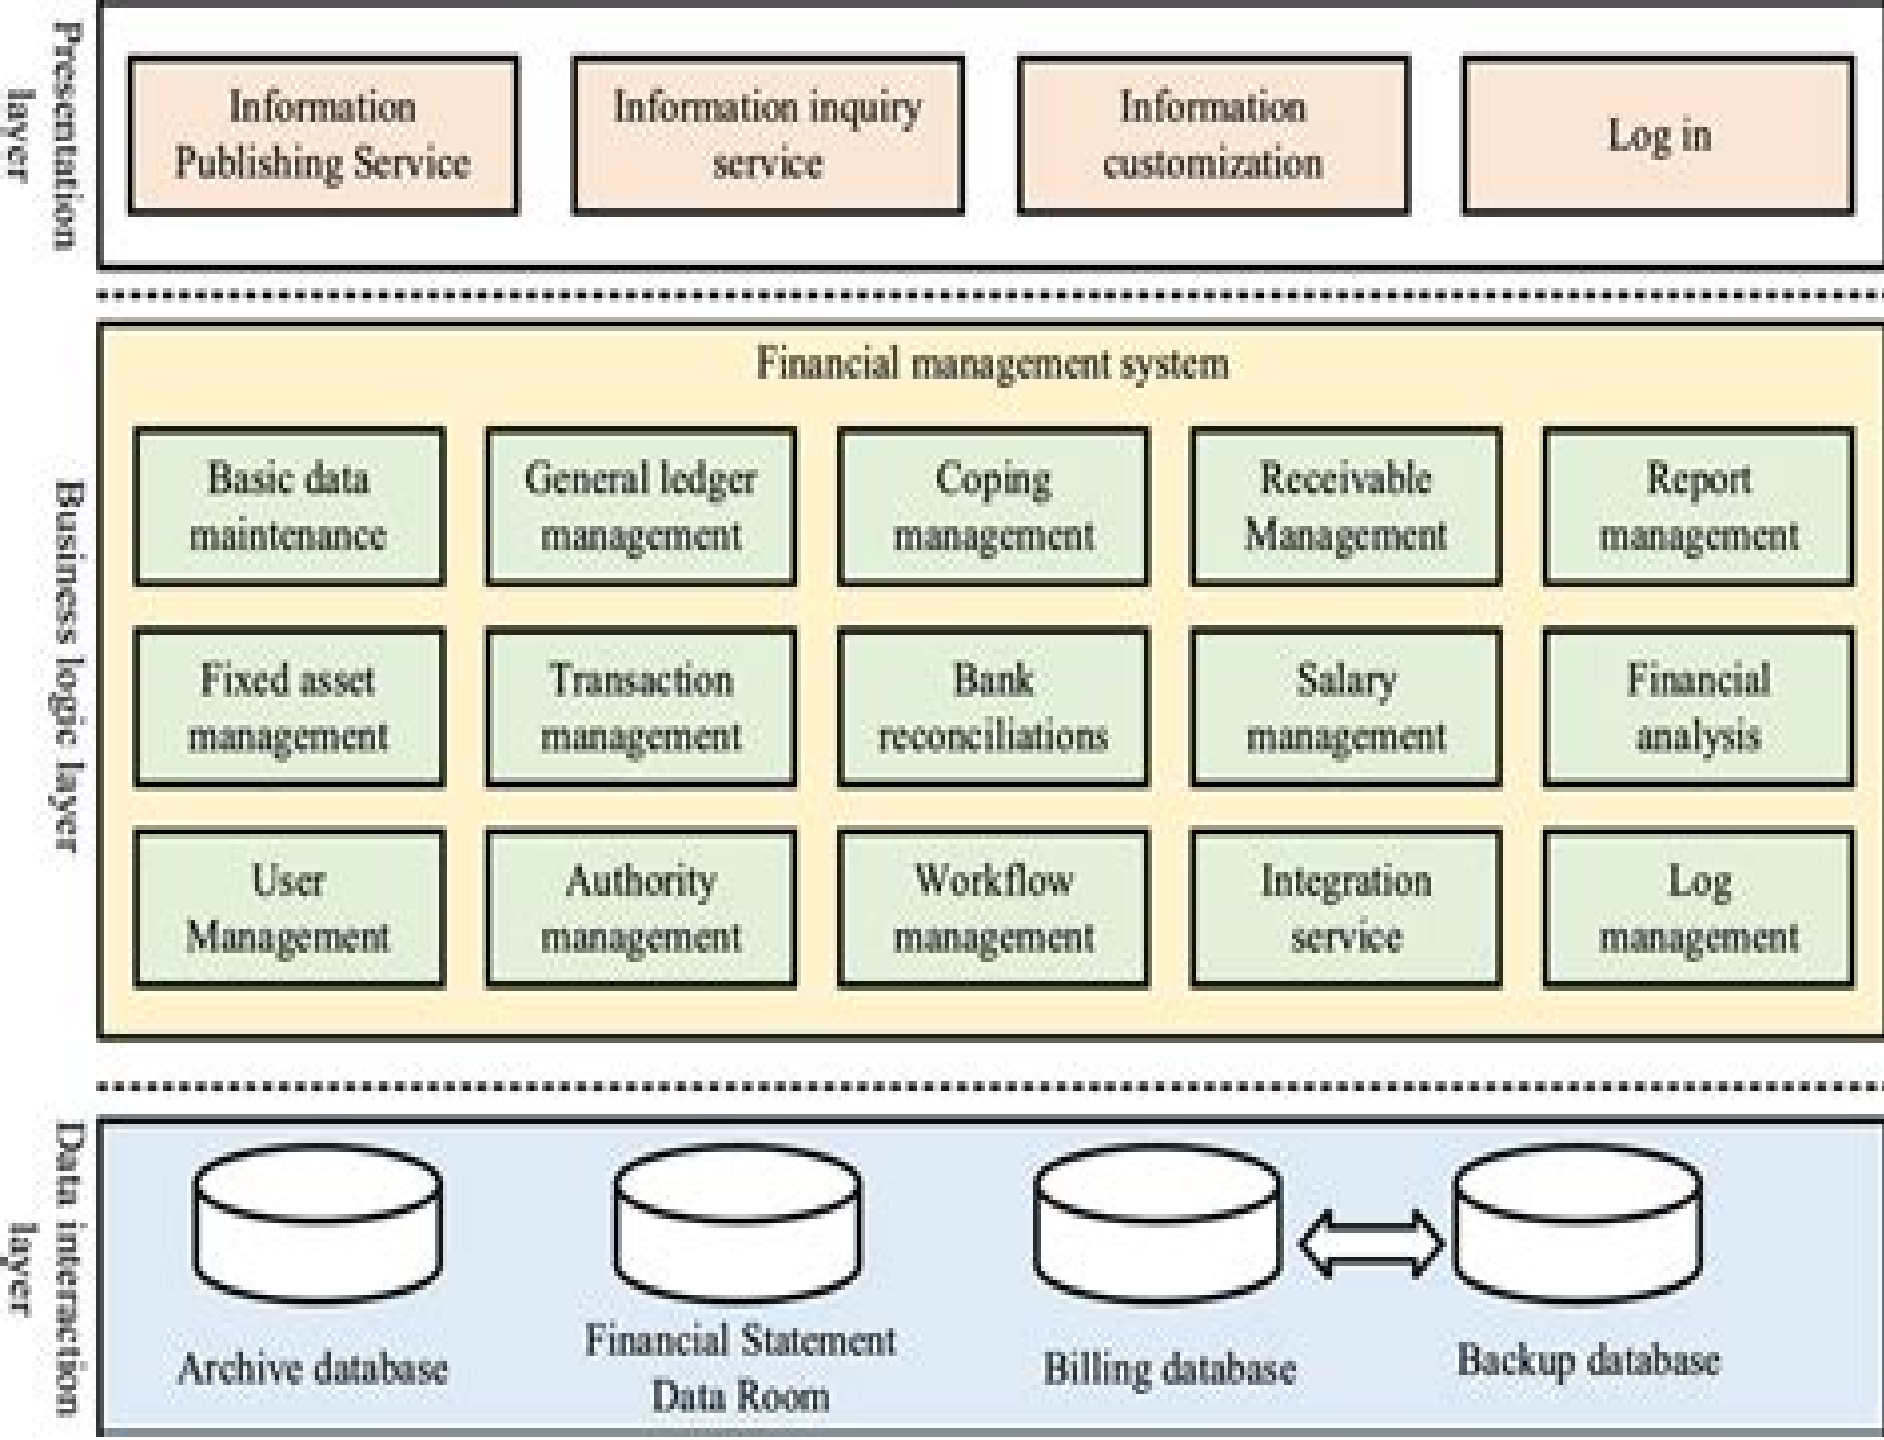 Presentation
layer
Information
Publishing Service
Information inquiry
service
Information
customization
Log in
Business logic layer
Financial management system
Basic data
maintenance
General ledger
management
Coping
management
Receivable
Management
Report
management
Fixed asset
management
Transaction
management
Bank
reconciliations
Salary
management
Financial
analysis
User
Management
Authority
management
Workflow
management
Integration
service
Log
management
Data interaction
layer
Archive database
Financial Statement
Data Room
Billing database
Backup database